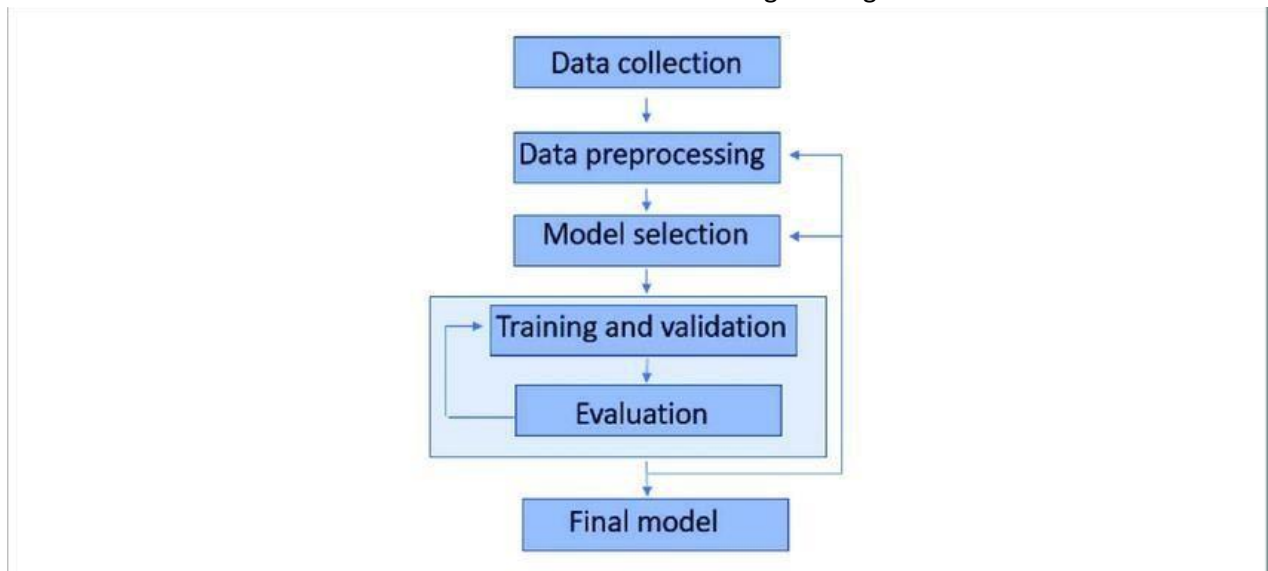 Data collection
Data preprocessing
Model selection
Training and validation
Evaluation
Final model